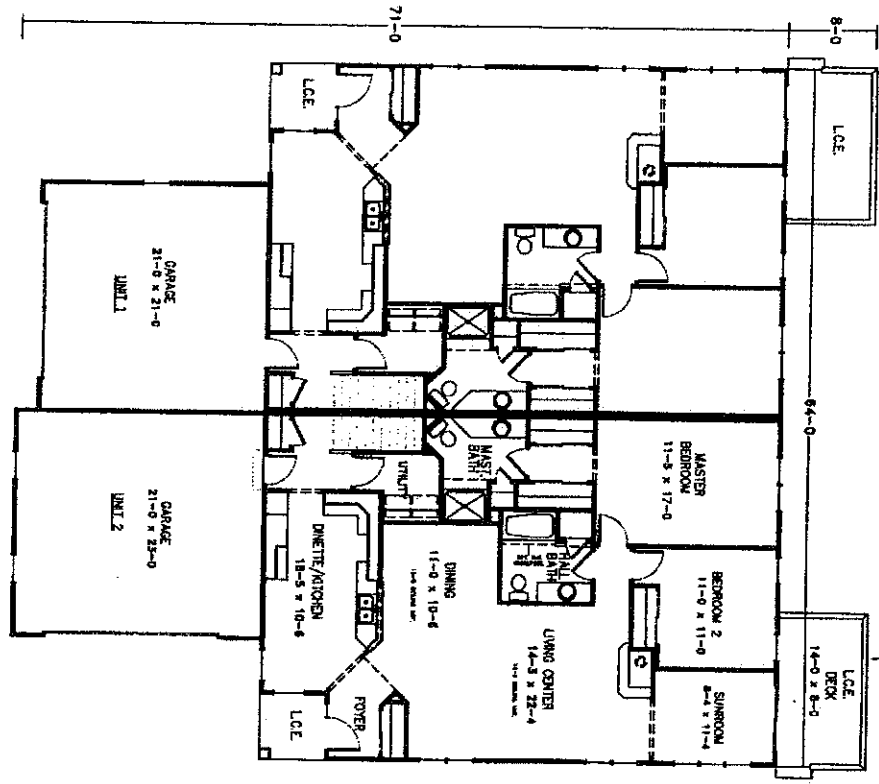 71-0
8-0
L.C.E.
L.C.E.
GARAGE
21-0 x 21-0
UNIT 1
64-0
MASTER
BEDROOM
11-5 x 17-0
MAST.
BATH
UTILITY
GARAGE
21-0 x 23-0
UNIT 2
DINETTE/KITCHEN
18-5 x 10-6
DINING
11-0 x 10-6
HALL
BATH
BEDROOM 2
11-0 x 11-0
LIVING CENTER
14-3 x 22-4
L.C.E.
DECK
14-0 x 8-0
SUNROOM
8-4 x 11-4
FOYER
L.C.E.